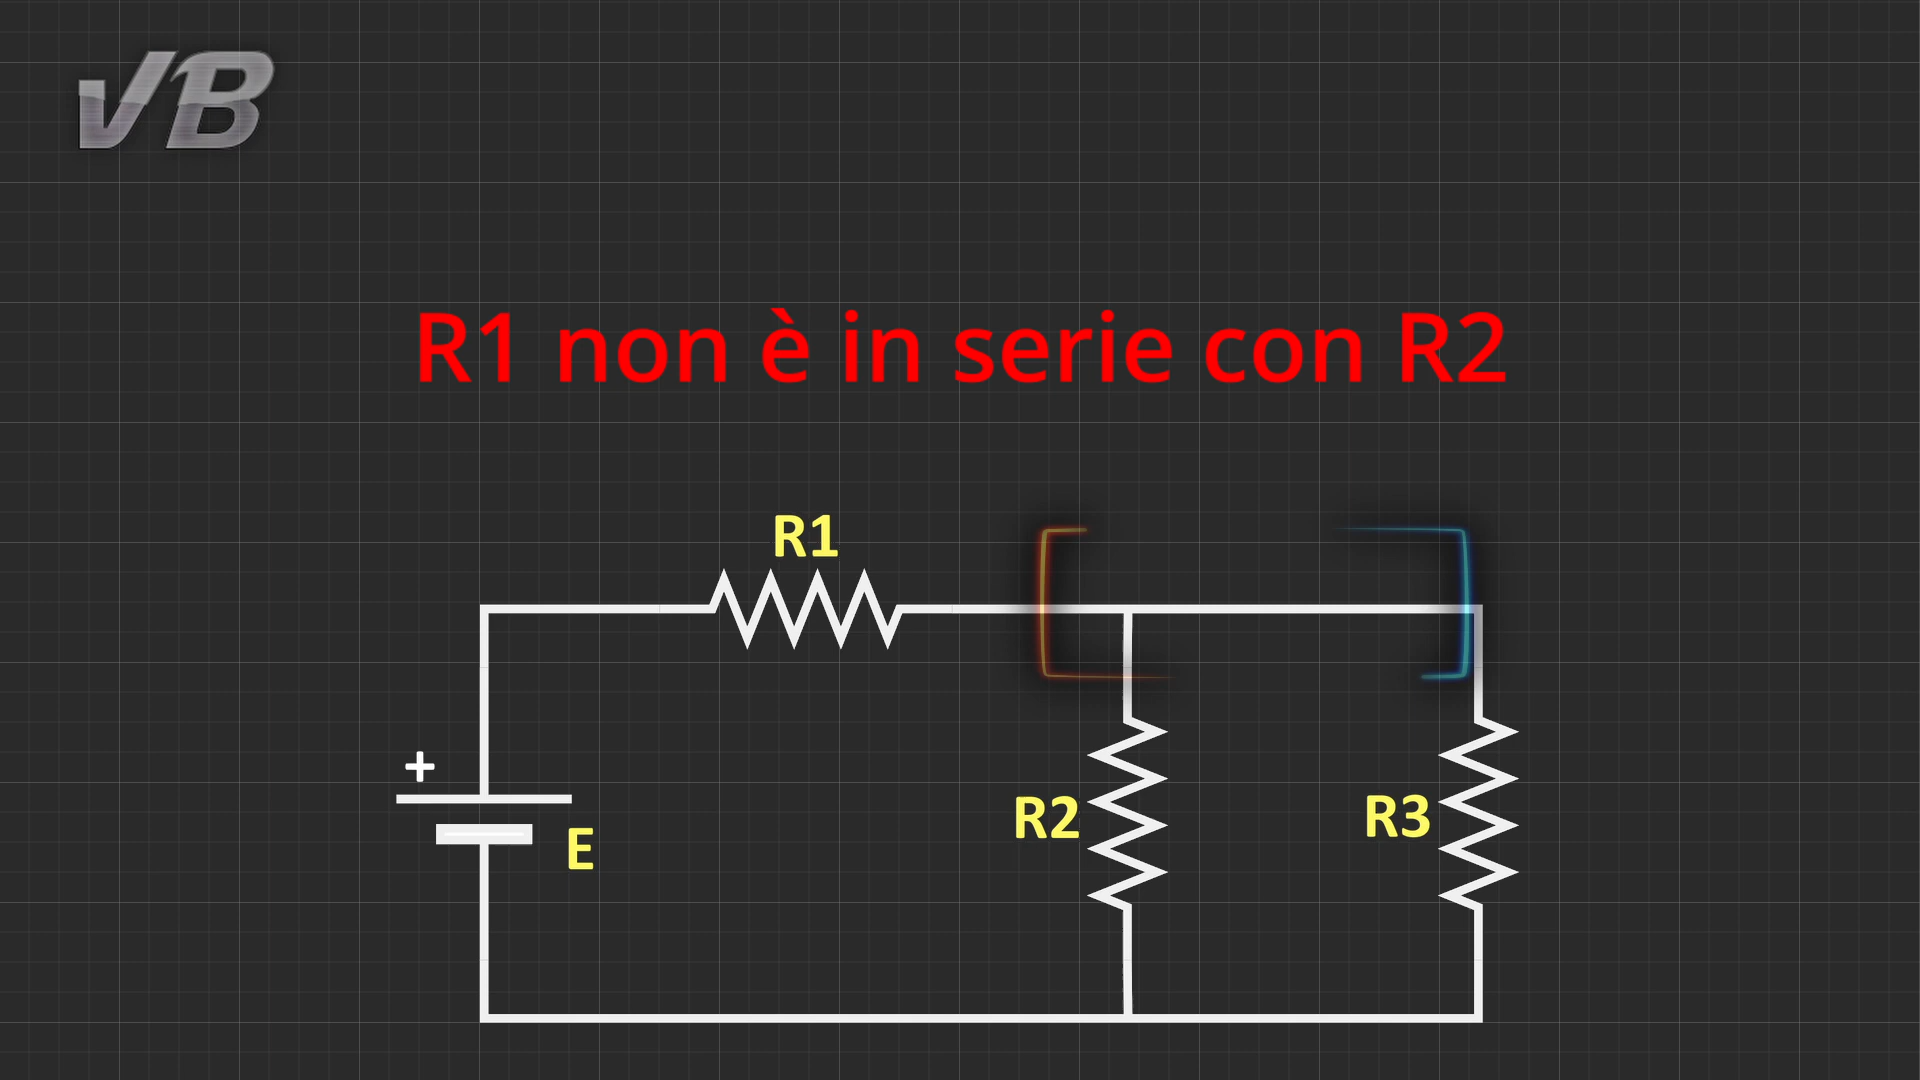 VB
R1 non è in serie con R2
R1
+
E
R2
R3